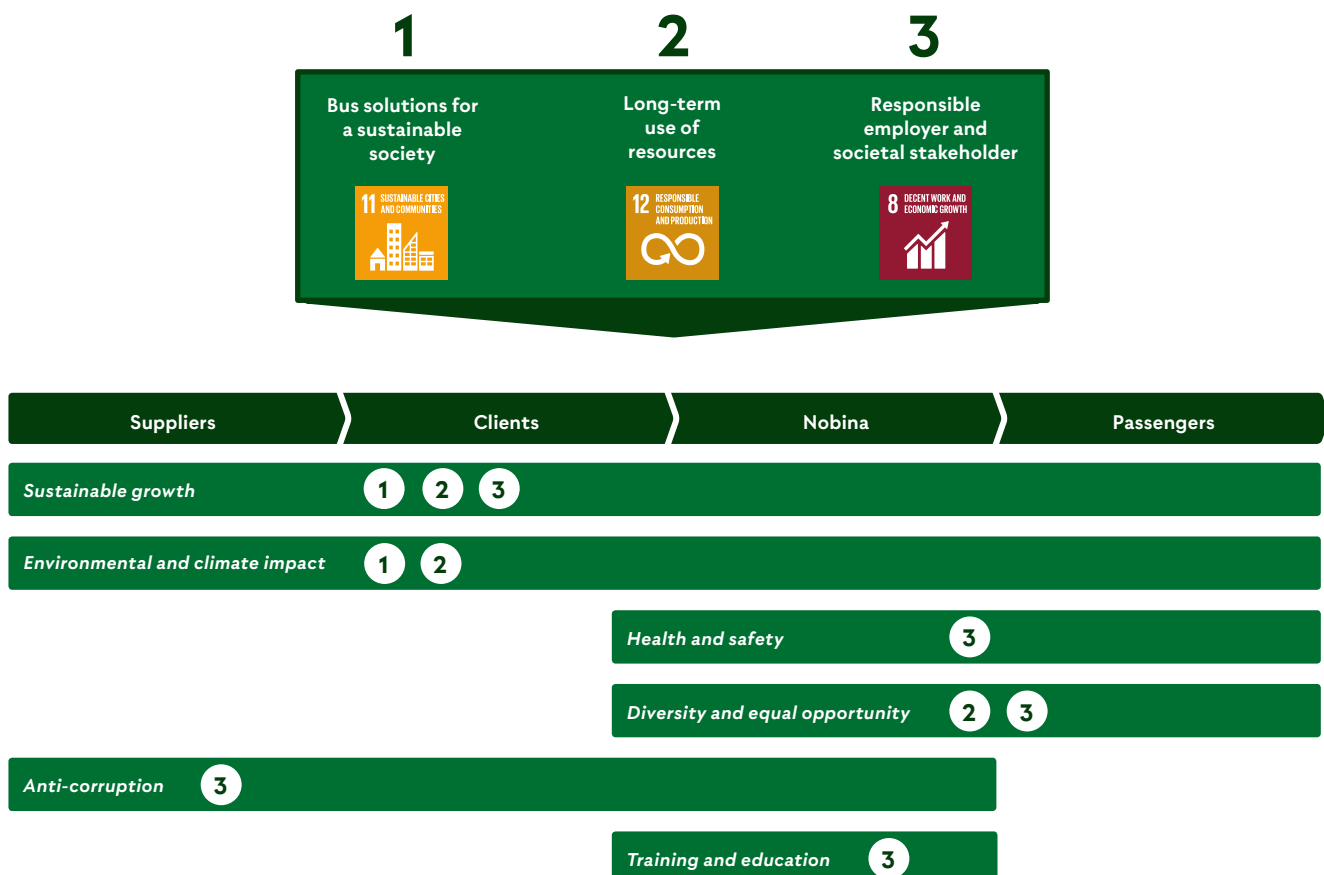 1 2 3
Bus solutions for
a sustainable
society
Long-term
use of
resources
Responsible
employer and
societal stakeholder
11 SUSTAINABLE CITIES
AND COMMUNITIES
12 RESPONSIBLE
CONSUMPTION
AND PRODUCTION
8 DECENT WORK AND
ECONOMIC GROWTH
Suppliers Clients Nobina Passengers
Sustainable growth 1 2 3
Environmental and climate impact 1 2
Health and safety 3
Diversity and equal opportunity 2 3
Anti-corruption 3
Training and education 3